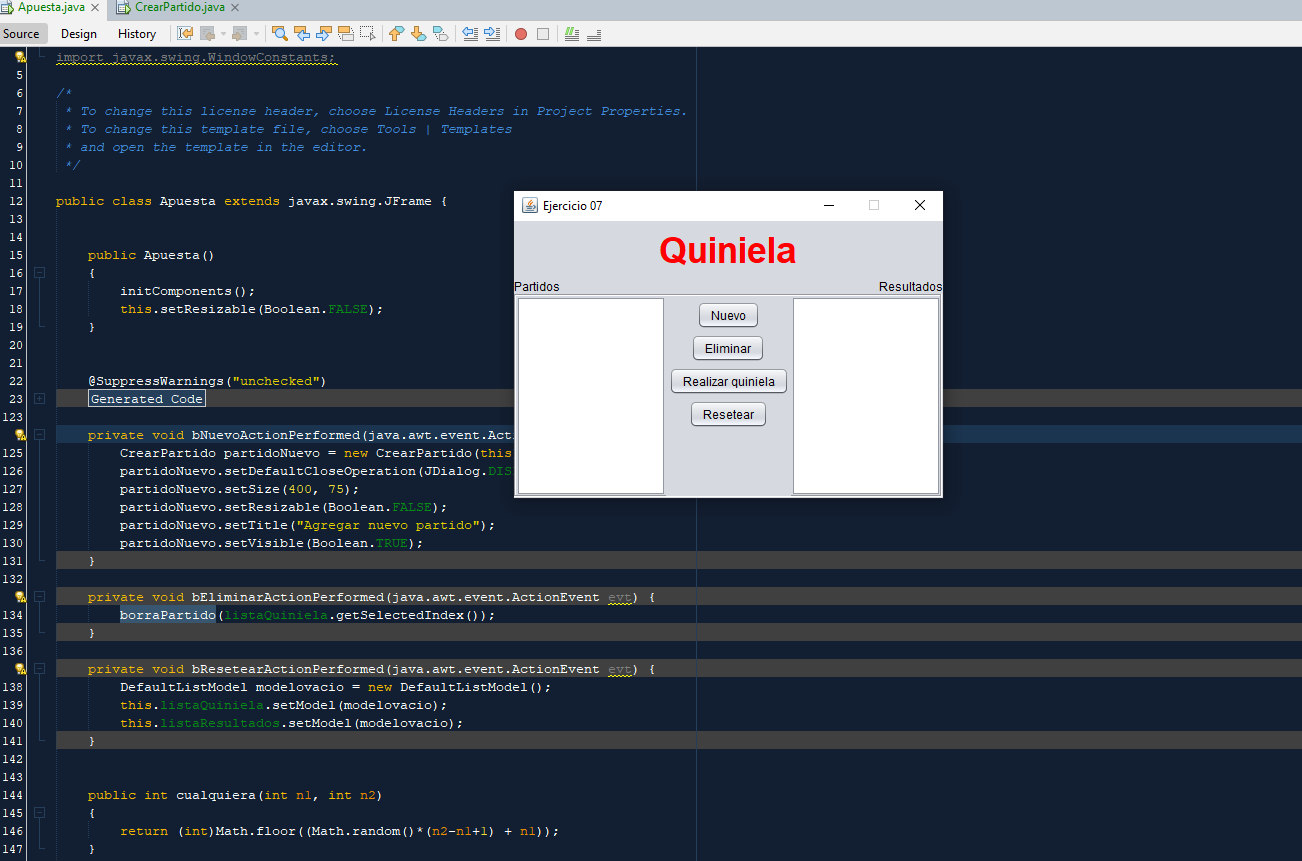 Apuesta.java
CrearPartido.java
Source Design History
import javax.swing.WindowConstants;
5
6 /*
7 * To change this license header, choose License Headers in Project Properties.
8 * To change this template file, choose Tools | Templates
9 * and open the template in the editor.
10 */
11
12 public class Apuesta extends javax.swing.JFrame {
13
14
15 public Apuesta()
16 {
17 initComponents();
18 this.setResizable(Boolean.FALSE);
19 }
20
21
22 @SuppressWarnings("unchecked")
23 Generated Code
123
private void bNuevoActionPerformed(java.awt.event.Act
125 CrearPartido partidoNuevo = new CrearPartido(this
126 partidoNuevo.setDefaultCloseOperation(JDialog.DIS
127 partidoNuevo.setSize(400, 75);
128 partidoNuevo.setResizable(Boolean.FALSE);
129 partidoNuevo.setTitle("Agregar nuevo partido");
130 partidoNuevo.setVisible(Boolean.TRUE);
131 }
132
private void bEliminarActionPerformed(java.awt.event.ActionEvent evt) {
134 borraPartido(listaQuiniela.getSelectedIndex());
135 }
136
private void bResetearActionPerformed(java.awt.event.ActionEvent evt) {
138 DefaultListModel modelovacio = new DefaultListModel();
139 this.listaQuiniela.setModel(modelovacio);
140 this.listaResultados.setModel(modelovacio);
141 }
142
143
144 public int cualquiera(int n1, int n2)
145 {
146 return (int)Math.floor((Math.random()*(n2-n1+1) + n1));
147 }
Ejercicio 07
Quiniela
Partidos Resultados
Nuevo
Eliminar
Realizar quiniela
Resetear